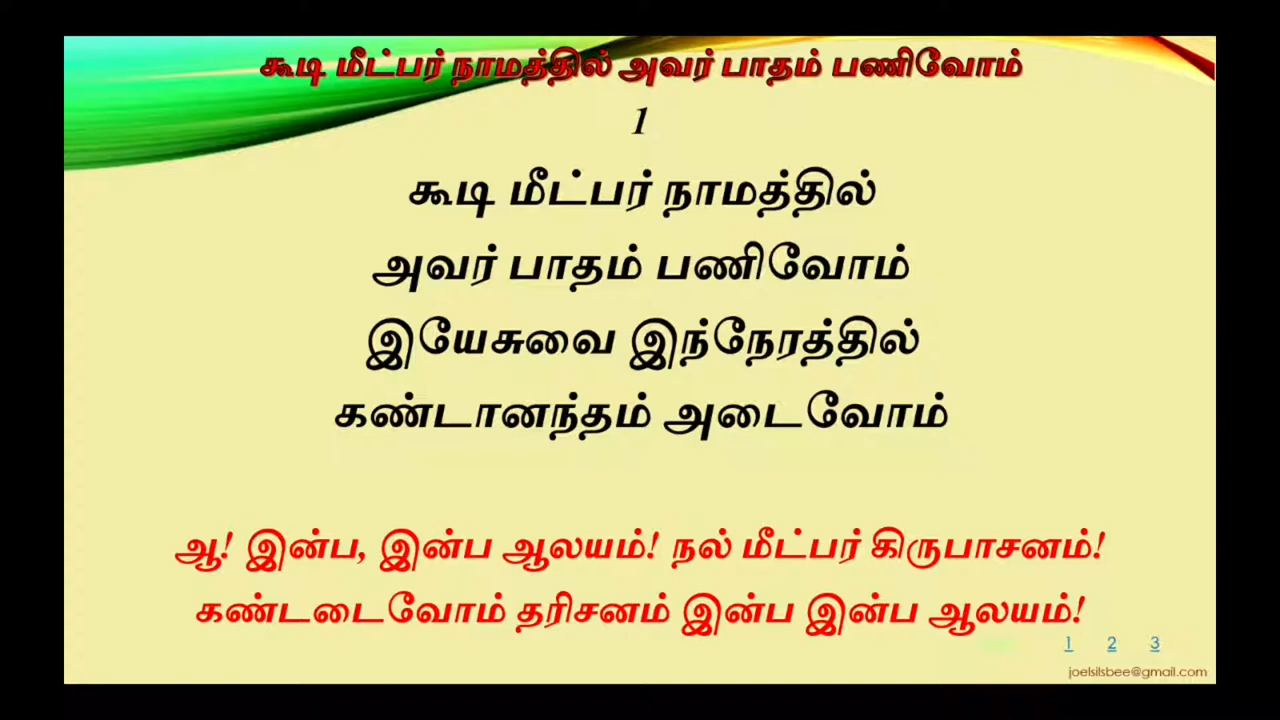 கூடி மீட்பர் நாமத்தில் அவர் பாதம் பணிவோம்
1
கூடி மீட்பர் நாமத்தில்
அவர் பாதம் பணிவோம்
இயேசுவை இந்நேரத்தில்
கண்டானந்தம் அடைவோம்
ஆ! இன்ப, இன்ப ஆலயம்! நல் மீட்பர் கிருபாசனம்!
கண்டடைவோம் தரிசனம் இன்ப இன்ப ஆலயம்!
1 2 3
joelsilsbee@gmail.com